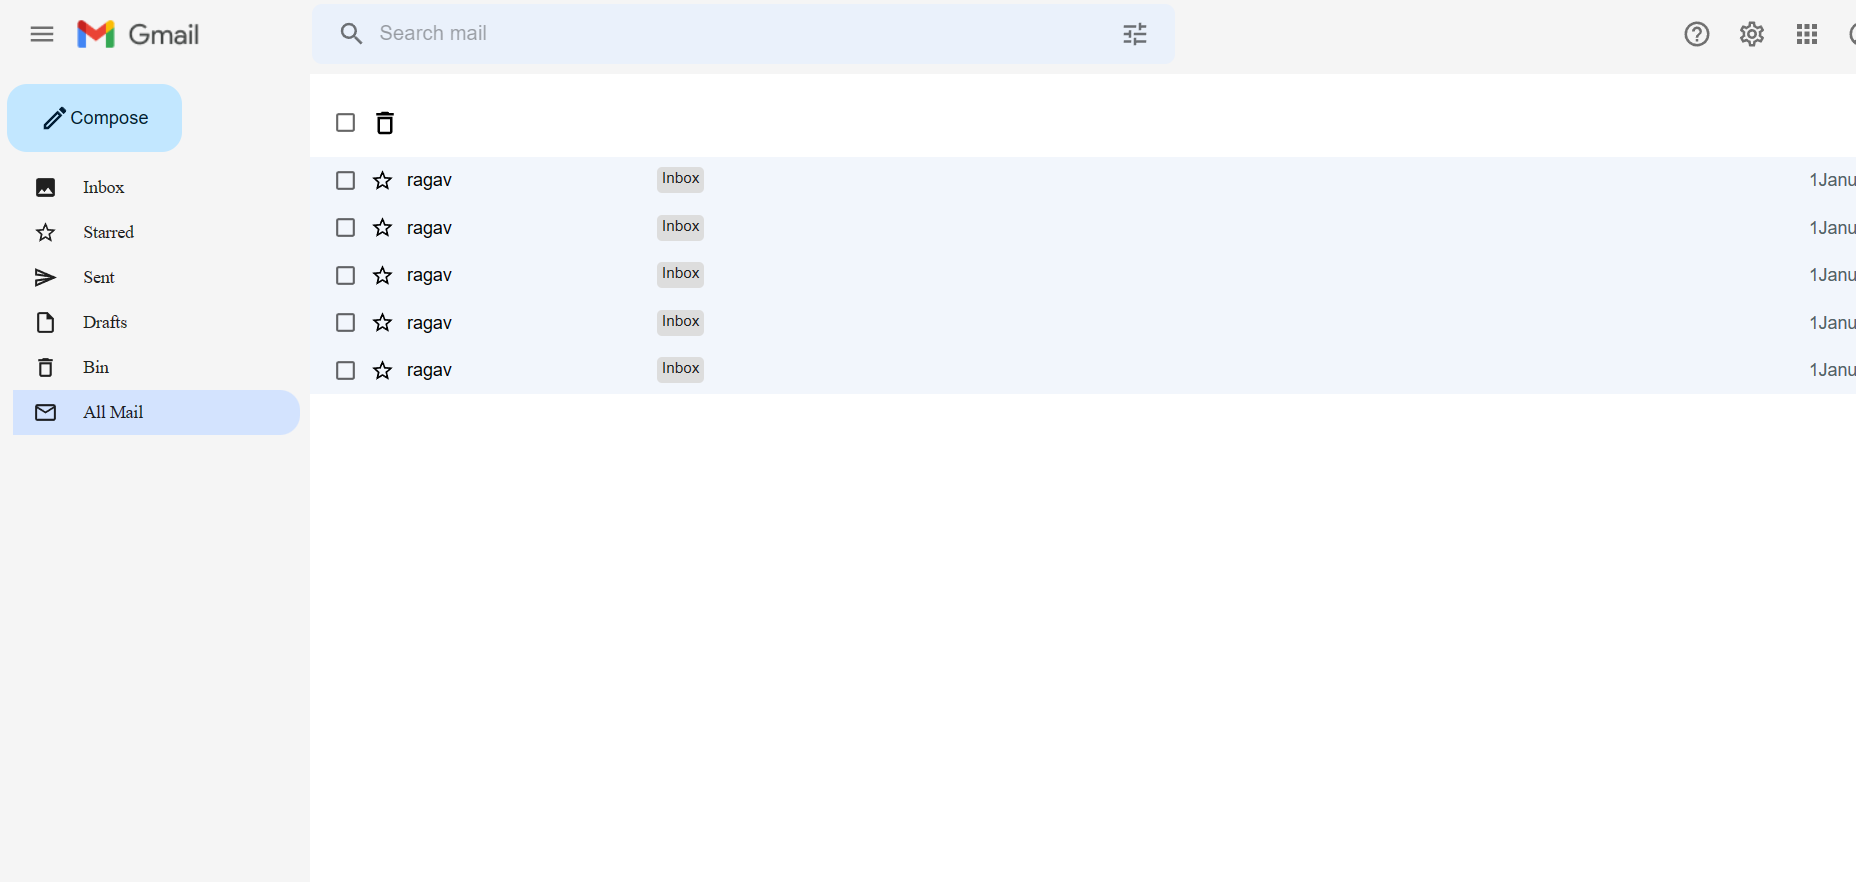 Gmail
Search mail
Compose
Inbox
Starred
Sent
Drafts
Bin
All Mail
ragav Inbox 1Janu
ragav Inbox 1Janu
ragav Inbox 1Janu
ragav Inbox 1Janu
ragav Inbox 1Janu